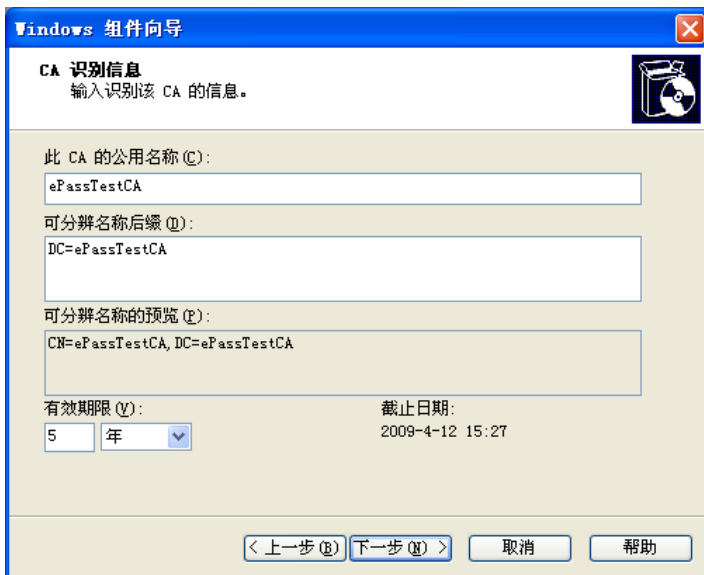 Windows 组件向导
CA 识别信息
输入识别该 CA 的信息。
此 CA 的公用名称(C):
ePassTestCA
可分辨名称后缀(D):
DC=ePassTestCA
可分辨名称的预览(P):
CN=ePassTestCA,DC=ePassTestCA
有效期限(V):
截止日期:
5 年
2009-4-12 15:27
< 上一步(B) 下一步(N) > 取消 帮助